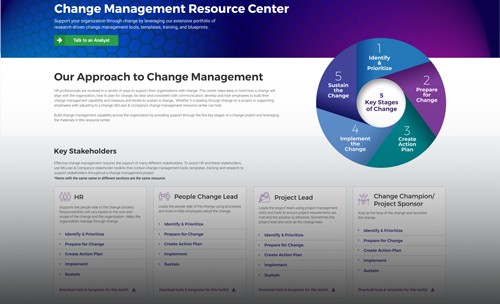 Change Management Resource Center
Support your organization through change by leveraging our extensive portfolio of
research-driven change management tools, templates, training, and blueprints.
Talk to an Analyst
Our Approach to Change Management
HR professionals are involved in a variety of ways to support their organizations with change. This center helps keep in mind how a change will
align with the organization, how to plan for change, be clear and consistent with communication, develop and train employees to build their
change management capability and measure and iterate to sustain a change. Whether it is leading through change on a project or supporting
employees with adjusting to a change, McLean & Company's change management resource center can help.
Build change management capability across the organization by providing support through the five key stages of a change project and leveraging
the materials in this resource center.
1
Identify &
Prioritize
2
Prepare for
Change
3
Create
Action
Plan
4
Implement
the
Change
5
Sustain
the
Change
5
Key Stages
of Change
Key Stakeholders
Effective change management requires the support of many different stakeholders. To assist HR and these stakeholders,
use McLean & Company's stakeholder toolkits that contain change management tools, templates, training and research to
support stakeholders throughout a change management project.
*Items with the same name in different sections are the same resource
HR
Supports the people side of the change process.
Responsibilities will vary based on the size and
scope of the change and the organization. Helps the
organization manage through change.
Identify & Prioritize
Prepare for Change
Create Action Plan
Implement
Sustain
Download tools & templates for this toolkit
People Change Lead
Leads the people side of the change using processes
and tools to help employees adopt the change.
Identify & Prioritize
Prepare for Change
Create Action Plan
Implement
Sustain
Download tools & templates for this toolkit
Project Lead
Leads the project team using project management
skills and tools to ensure project requirements are
met and the solution is delivered. Sometimes the
project lead also acts as the change lead.
Identify & Prioritize
Prepare for Change
Create Action Plan
Implement
Sustain
Download tools & templates for this toolkit
Change Champion/
Project Sponsor
Acts as the face of the change and launches
the change.
Identify & Prioritize
Prepare for Change
Create Action Plan
Implement
Sustain
Download tools & templates for this toolkit